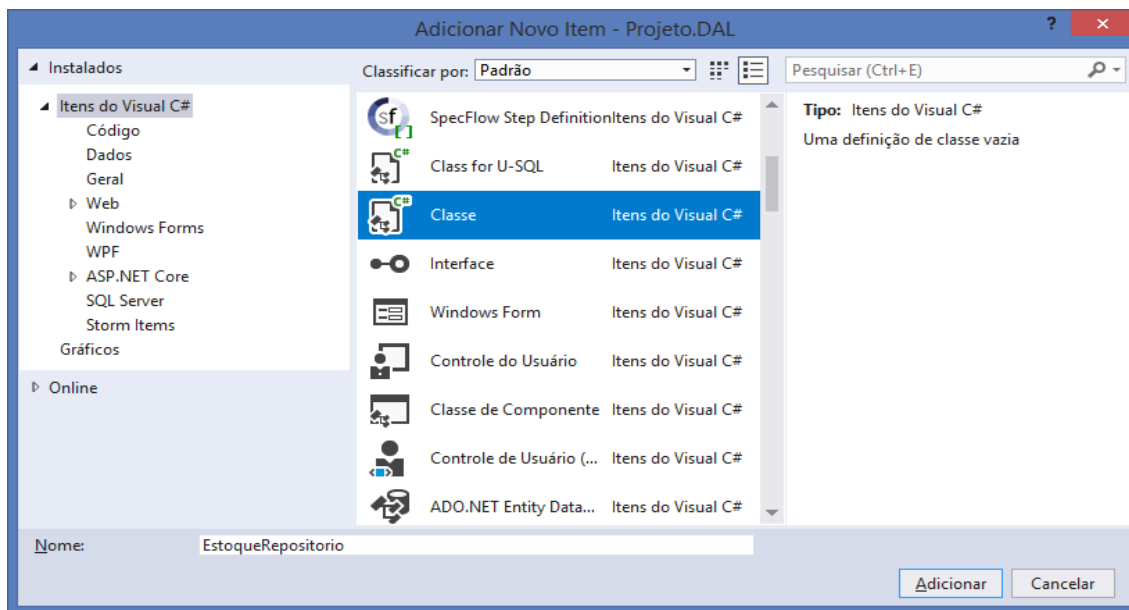 Adicionar Novo Item - Projeto.DAL
?
×
Instalados
Classificar por: Padrão
Pesquisar (Ctrl+E)
Itens do Visual C#
Código
Dados
Geral
Web
Windows Forms
WPF
ASP.NET Core
SQL Server
Storm Items
Gráficos
Online
sf
SpecFlow Step Definition Itens do Visual C#
C#
Class for U-SQL Itens do Visual C#
C#
Classe Itens do Visual C#
Interface Itens do Visual C#
Windows Form Itens do Visual C#
Controle do Usuário Itens do Visual C#
Classe de Componente Itens do Visual C#
Controle de Usuário (... Itens do Visual C#
ADO.NET Entity Data... Itens do Visual C#
Tipo: Itens do Visual C#
Uma definição de classe vazia
Nome: EstoqueRepositorio
Adicionar
Cancelar